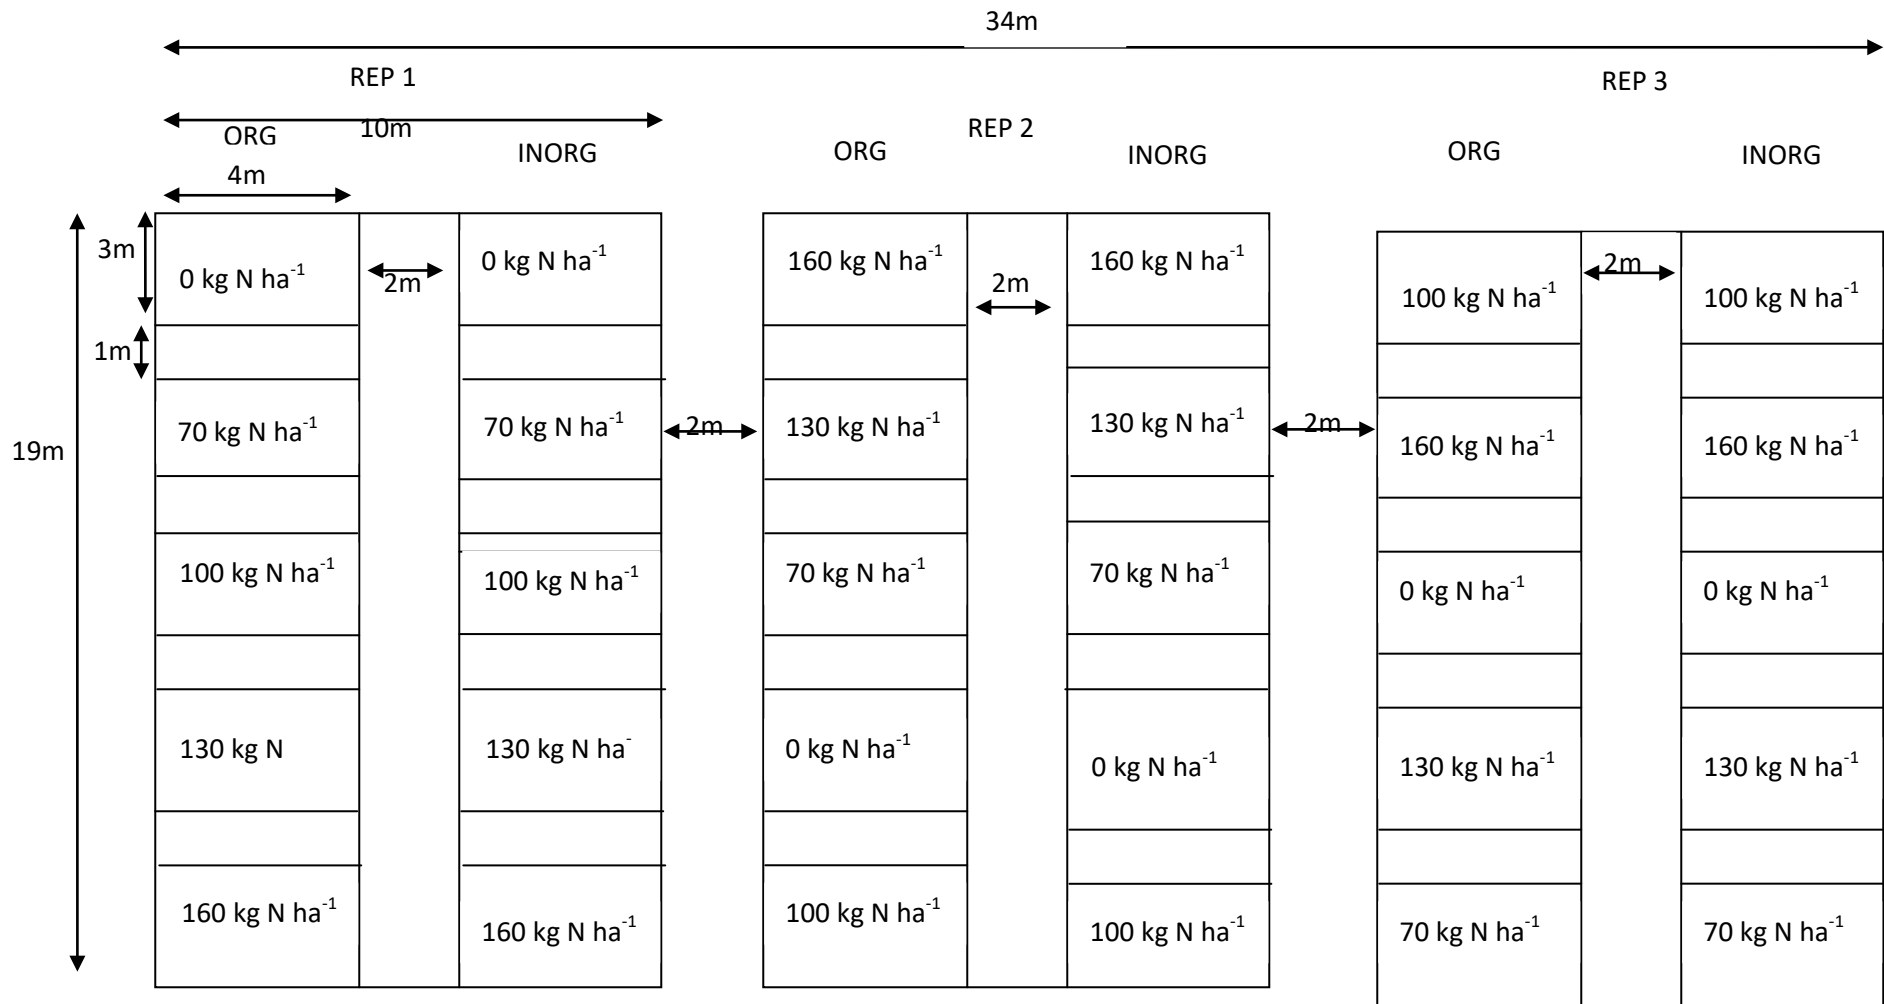 34m
REP 1
REP 3
10m
REP 2
ORG
INORG
ORG
INORG
ORG
INORG
4m
3m
0 kg N ha⁻¹
2m
0 kg N ha⁻¹
160 kg N ha⁻¹
2m
160 kg N ha⁻¹
100 kg N ha⁻¹
2m
100 kg N ha⁻¹
1m
19m
70 kg N ha⁻¹
70 kg N ha⁻¹
2m
130 kg N ha⁻¹
130 kg N ha⁻¹
2m
160 kg N ha⁻¹
160 kg N ha⁻¹
100 kg N ha⁻¹
100 kg N ha⁻¹
70 kg N ha⁻¹
70 kg N ha⁻¹
0 kg N ha⁻¹
0 kg N ha⁻¹
130 kg N
130 kg N ha⁻
0 kg N ha⁻¹
0 kg N ha⁻¹
130 kg N ha⁻¹
130 kg N ha⁻¹
160 kg N ha⁻¹
160 kg N ha⁻¹
100 kg N ha⁻¹
100 kg N ha⁻¹
70 kg N ha⁻¹
70 kg N ha⁻¹